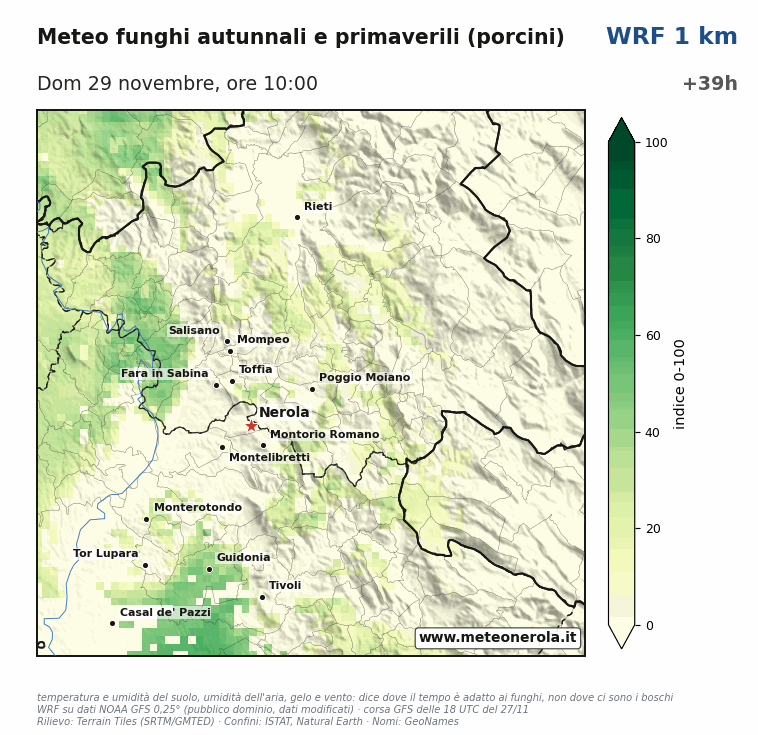 Meteo funghi autunnali e primaverili (porcini)
WRF 1 km
Dom 29 novembre, ore 10:00
+39h
Rieti
Salisano
Mompeo
Fara in Sabina
Toffia
Poggio Moiano
Nerola
Montorio Romano
Montelibretti
Monterotondo
Tor Lupara
Guidonia
Tivoli
Casal de' Pazzi
www.meteonerola.it
100
80
60
40
20
0
indice 0-100
temperatura e umidità del suolo, umidità dell'aria, gelo e vento: dice dove il tempo è adatto ai funghi, non dove ci sono i boschi
WRF su dati NOAA GFS 0,25° (pubblico dominio, dati modificati) · corsa GFS delle 18 UTC del 27/11
Rilievo: Terrain Tiles (SRTM/GMTED) · Confini: ISTAT, Natural Earth · Nomi: GeoNames